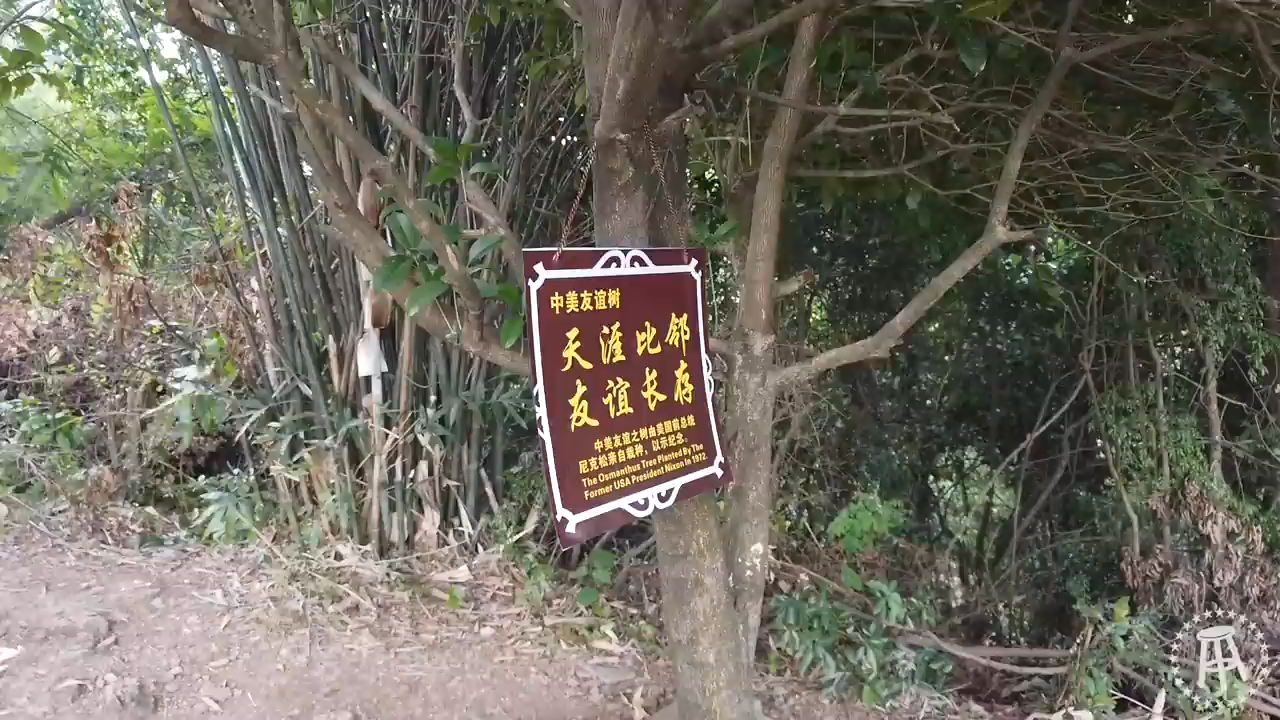 中美友谊树
天涯比邻
友谊长存
中美友谊之树由美国前总统
尼克松亲自栽种，以示纪念。
The Osmanthus Tree Planted By The
Former USA President Nixon In 1972.